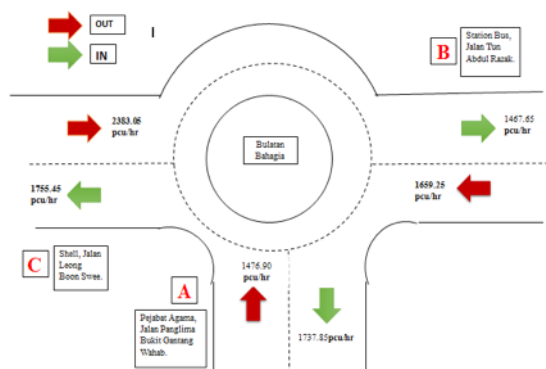 OUT
IN
B
Station Bus,
Jalan Tun
Abdul Razak.
2383.05
pcu/hr
1467.65
pcu/hr
Bulatan
Bahagia
1755.45
pcu/hr
1659.25
pcu/hr
C
Shell, Jalan
Leong
Boon Swee.
A
Pejabat Agama,
Jalan Panglima
Bukit Gantang
Wahab.
1476.90
pcu/hr
1737.85pcu/hr